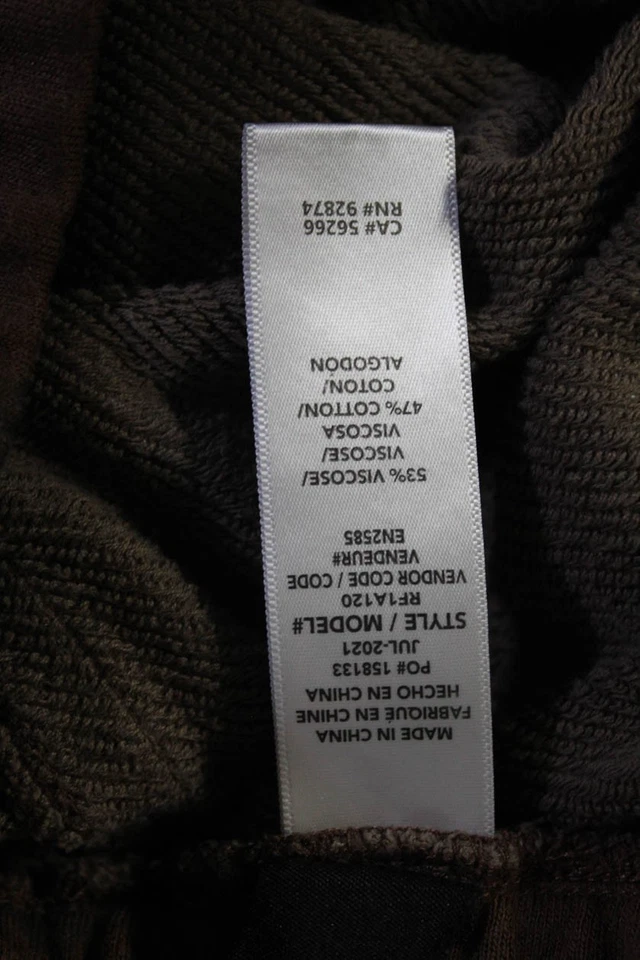 MADE IN CHINA
FABRIQUÉ EN CHINE
HECHO EN CHINA
PO# 158133
JUL-2021
STYLE / MODEL#
RF1A120
VENDOR CODE / CODE
VENDEUR#
EN2585
53% VISCOSE/
VISCOSE/
VISCOSA
47% COTTON/
COTON/
ALGODON
CA# 56266
RN# 92874